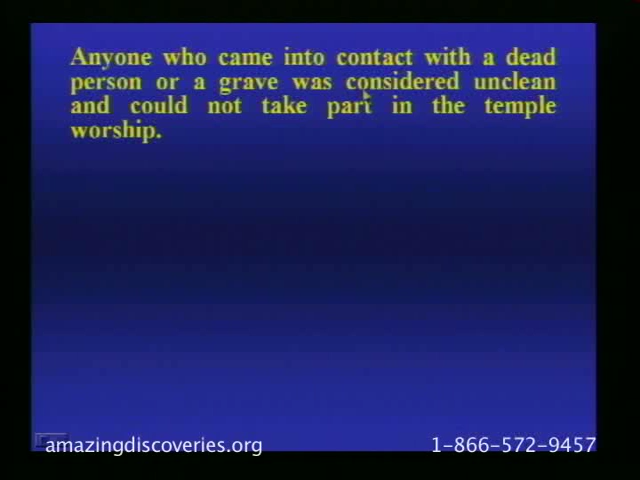 Anyone who came into contact with a dead
person or a grave was considered unclean
and could not take part in the temple
worship.
amazingdiscoveries.org 1-866-572-9457